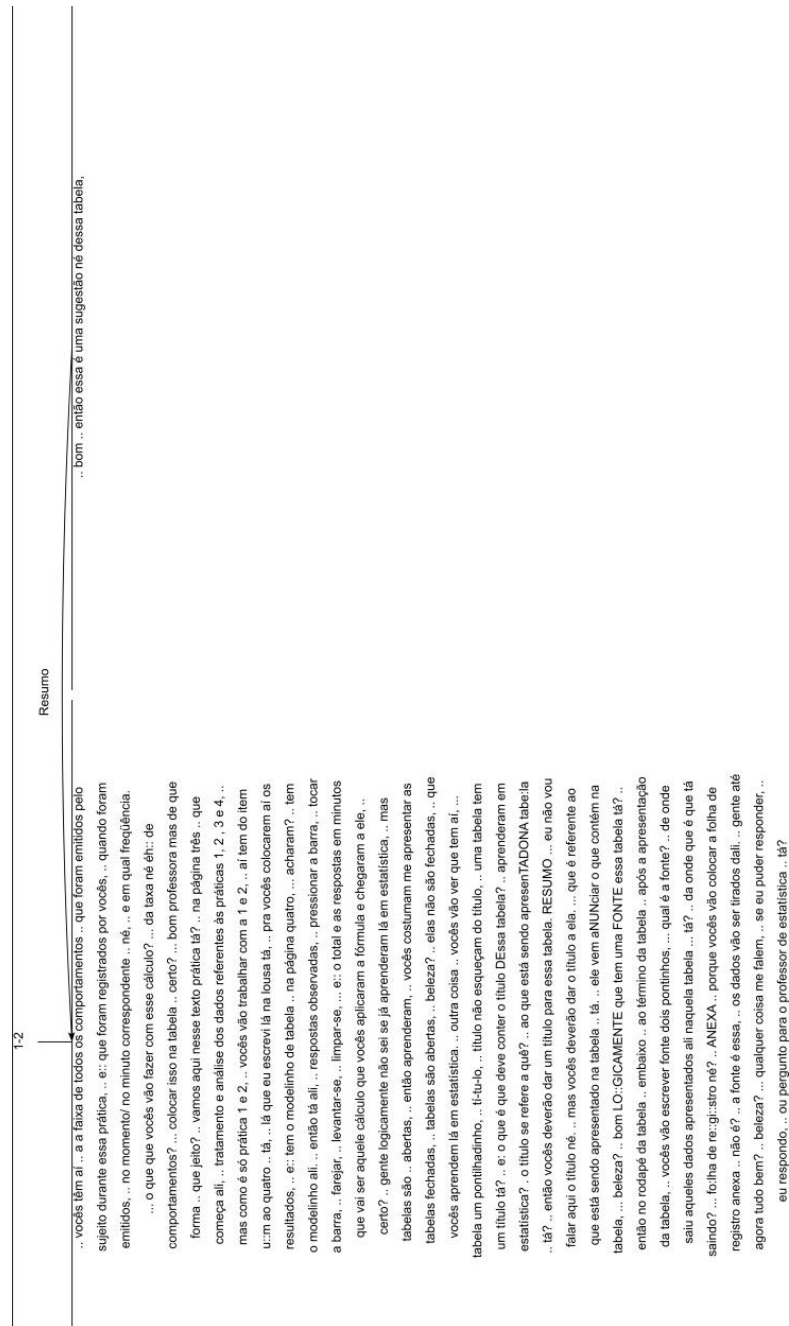 1-2
Resumo
.. vocês têm aí .. a a faixa de todos os comportamentos .. que foram emitidos pelo
sujeito durante essa prática, .. e:: que foram registrados por vocês, .. quando foram
emitidos, .. no momento/ no minuto correspondente .. né, .. e em qual freqüência.
... o que que vocês vão fazer com esse cálculo? ... da taxa né éh:: de
comportamentos? ... colocar isso na tabela .. certo? ... bom professora mas de que
forma .. que jeito? .. vamos aqui nesse texto prática tá? .. na página três .. que
começa ali, .. tratamento e análise dos dados referentes às práticas 1, 2 , 3 e 4, ..
mas como é só prática 1 e 2, .. vocês vão trabalhar com a 1 e 2, .. aí tem do item
u::m ao quatro .. tá, .. lá que eu escrevi lá na lousa tá, .. pra vocês colocarem aí os
resultados, .. e:: tem o modelinho de tabela .. na página quatro, ... acharam? .. tem
o modelinho ali. .. então tá ali, .. respostas observadas, .. pressionar a barra, .. tocar
a barra, .. farejar, .. levantar-se, .. limpar-se, ... e:: o total e as respostas em minutos
que vai ser aquele cálculo que vocês aplicaram a fórmula e chegaram a ele, ..
certo? .. gente logicamente não sei se já aprenderam lá em estatística, .. mas
tabelas são .. abertas, .. então aprenderam, .. vocês costumam me apresentar as
tabelas fechadas, .. tabelas são abertas, .. beleza? .. elas não são fechadas, .. que
vocês aprendem lá em estatística. .. outra coisa .. vocês vão ver que tem aí, ...
tabela um pontilhadinho, .. tí-tu-lo, .. título não esqueçam do título, .. uma tabela tem
um título tá? .. e: o que é que deve conter o título DEssa tabela? .. aprenderam em
estatística? .. o título se refere a quê? .. ao que está sendo apresenTADONA tabe:la
.. tá? .. então vocês deverão dar um título para essa tabela. RESUMO ... eu não vou
falar aqui o título né. .. mas vocês deverão dar o título a ela. ... que é referente ao
que está sendo apresentado na tabela .. tá. .. ele vem aNUNciar o que contém na
tabela, ... beleza? .. bom LO::GICAMENTE que tem uma FONTE essa tabela tá? ..
então no rodapé da tabela .. embaixo .. ao término da tabela .. após a apresentação
da tabela, .. vocês vão escrever fonte dois pontinhos, ... qual é a fonte? .. de onde
saiu aqueles dados apresentados ali naquela tabela ... tá? .. da onde que é que tá
saindo? ... fo:lha de re::gi::stro né? .. ANEXA .. porque vocês vão colocar a folha de
registro anexa .. não é? .. a fonte é essa, .. os dados vão ser tirados dali. .. gente até
agora tudo bem? .. beleza? ... qualquer coisa me falem, .. se eu puder responder, ..
eu respondo, ... ou pergunto para o professor de estatística .. tá?
.. bom .. então essa é uma sugestão né dessa tabela,